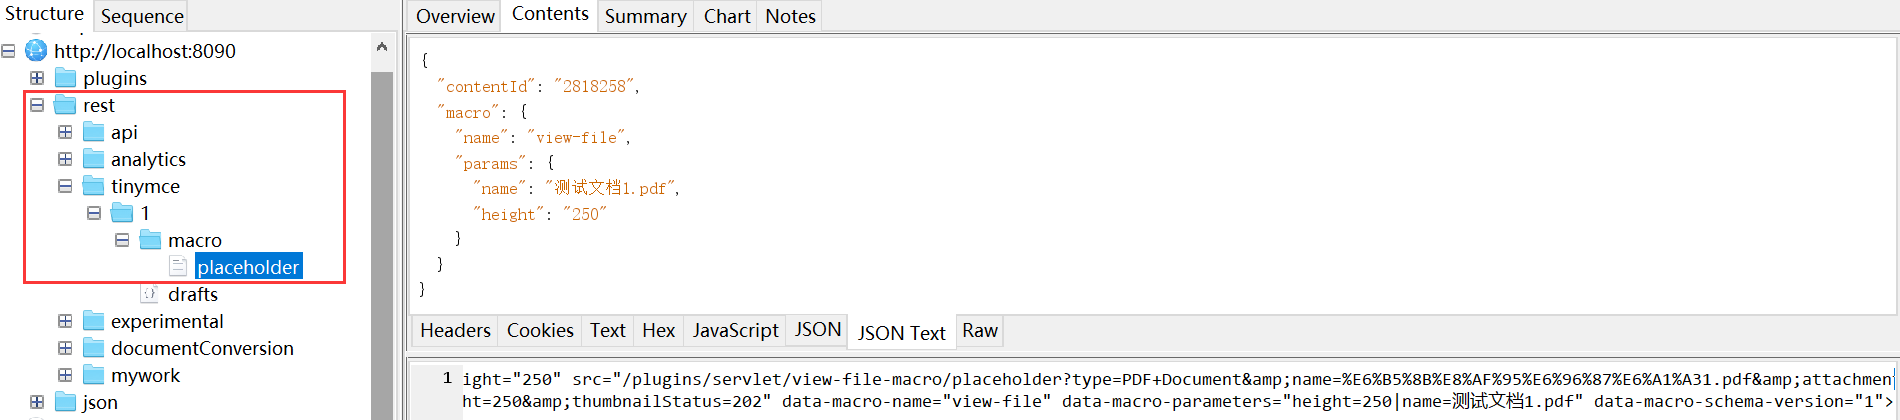 Structure Sequence
http://localhost:8090
plugins
rest
api
analytics
tinymce
1
macro
placeholder
drafts
experimental
documentConversion
mywork
json
Overview Contents Summary Chart Notes
{
"contentId": "2818258",
"macro": {
"name": "view-file",
"params": {
"name": "测试文档1.pdf",
"height": "250"
}
}
}
Headers Cookies Text Hex JavaScript JSON JSON Text Raw
1 ight="250" src="/plugins/servlet/view-file-macro/placeholder?type=PDF+Document&amp;name=%E6%B5%8B%E8%AF%95%E6%96%87%E6%A1%A31.pdf&amp;attachmen
ht=250&amp;thumbnailStatus=202" data-macro-name="view-file" data-macro-parameters="height=250|name=测试文档1.pdf" data-macro-schema-version="1">